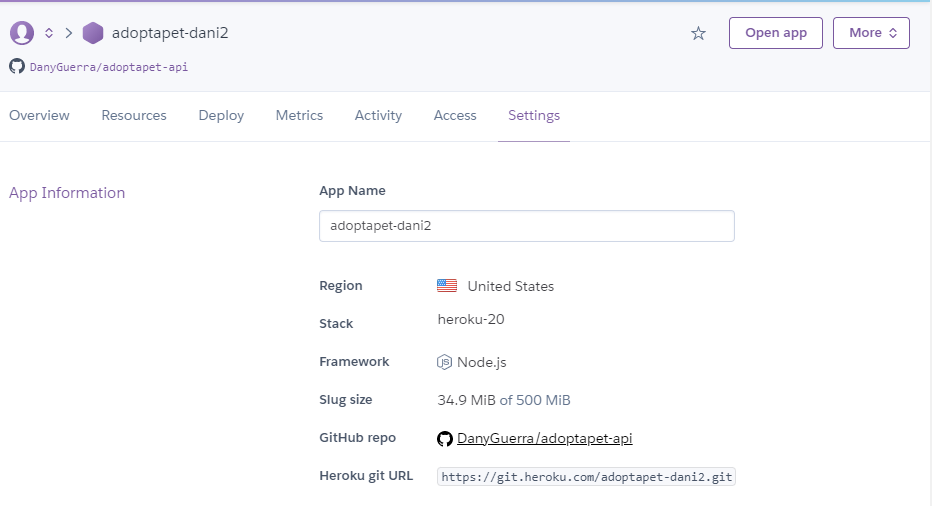 adoptapet-dani2
Open app
More
DanyGuerra/adoptapet-api
Overview Resources Deploy Metrics Activity Access Settings
App Information
App Name
adoptapet-dani2
Region United States
Stack heroku-20
Framework Node.js
Slug size 34.9 MiB of 500 MiB
GitHub repo DanyGuerra/adoptapet-api
Heroku git URL https://git.heroku.com/adoptapet-dani2.git